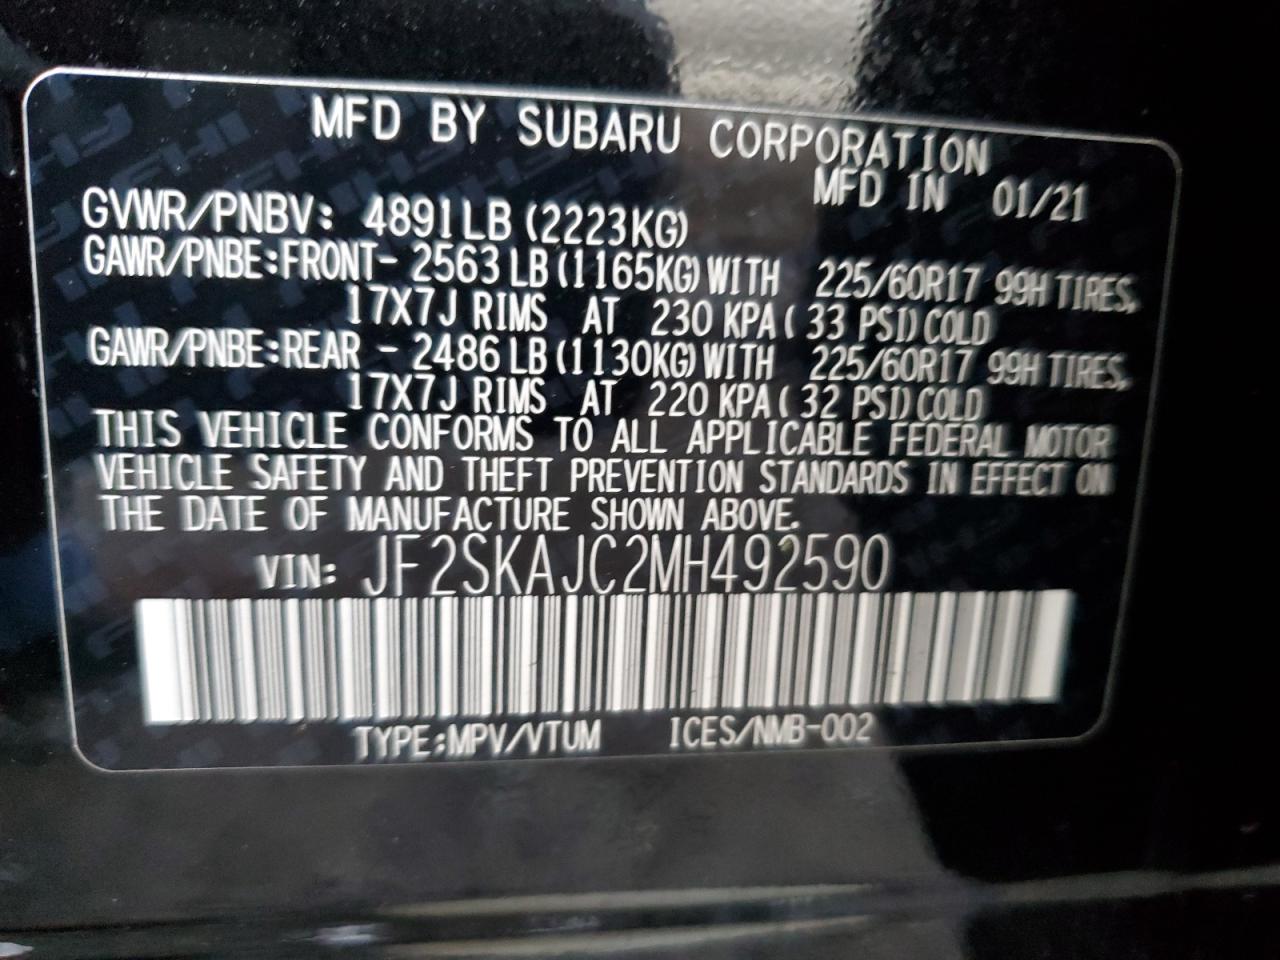 MFD BY SUBARU CORPORATION
MFD IN 01/21
GVWR/PNBV: 4891LB (2223KG)
GAWR/PNBE:FRONT- 2563 LB (1165KG) WITH 225/60R17 99H TIRES,
17X7J RIMS AT 230 KPA ( 33 PSI) COLD
GAWR/PNBE:REAR - 2486 LB (1130KG) WITH 225/60R17 99H TIRES,
17X7J RIMS AT 220 KPA ( 32 PSI) COLD
THIS VEHICLE CONFORMS TO ALL APPLICABLE FEDERAL MOTOR
VEHICLE SAFETY AND THEFT PREVENTION STANDARDS IN EFFECT ON
THE DATE OF MANUFACTURE SHOWN ABOVE.
VIN: JF2SKAJC2MH492590
TYPE:MPV/VTUM ICES/NMB-002